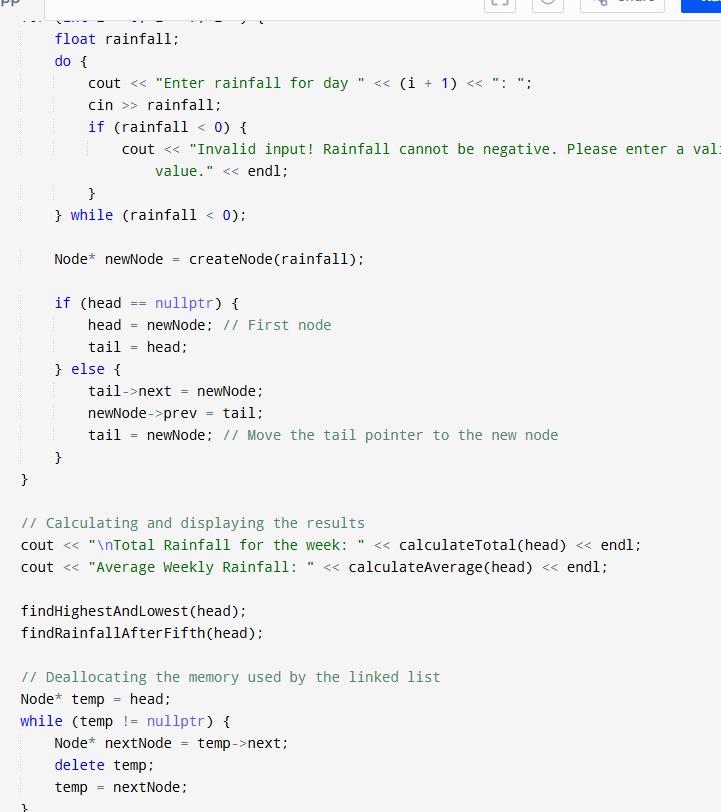 float rainfall;
do {
cout << "Enter rainfall for day " << (i + 1) << ": ";
cin >> rainfall;
if (rainfall < 0) {
cout << "Invalid input! Rainfall cannot be negative. Please enter a
value." << endl;
}
} while (rainfall < 0);
Node* newNode = createNode(rainfall);
if (head == nullptr) {
head = newNode; // First node
tail = head;
} else {
tail->next = newNode;
newNode->prev = tail;
tail = newNode; // Move the tail pointer to the new node
}
}
// Calculating and displaying the results
cout << "\nTotal Rainfall for the week: " << calculateTotal(head) << endl;
cout << "Average Weekly Rainfall: " << calculateAverage(head) << endl;
findHighestAndLowest(head);
findRainfallAfterFifth(head);
// Deallocating the memory used by the linked list
Node* temp = head;
while (temp != nullptr) {
Node* nextNode = temp->next;
delete temp;
temp = nextNode;
}